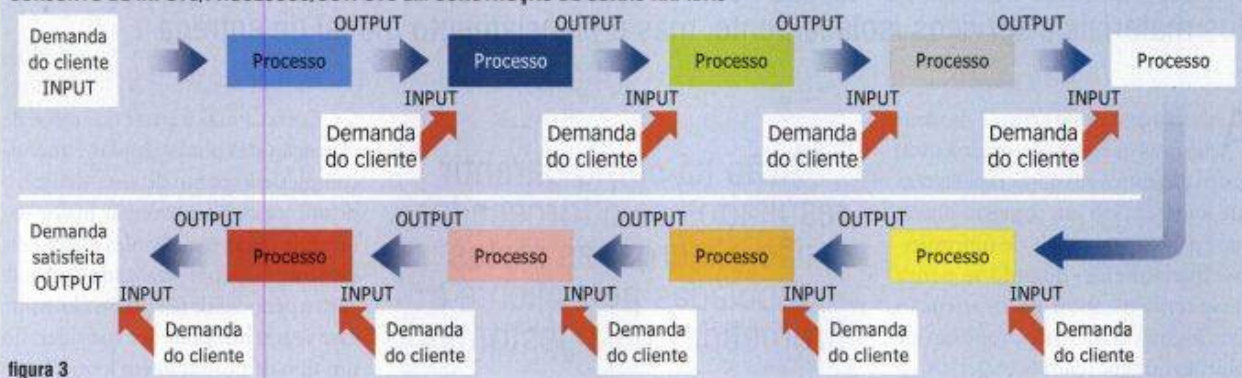 OUTPUT
OUTPUT
OUTPUT
OUTPUT
Demanda
do cliente
INPUT
Processo
Processo
Processo
Processo
Processo
INPUT
INPUT
INPUT
INPUT
Demanda
do cliente
Demanda
do cliente
Demanda
do cliente
Demanda
do cliente
OUTPUT
OUTPUT
OUTPUT
OUTPUT
Demanda
satisfeita
OUTPUT
Processo
Processo
Processo
Processo
INPUT
INPUT
INPUT
INPUT
INPUT
Demanda
do cliente
Demanda
do cliente
Demanda
do cliente
Demanda
do cliente
Demanda
do cliente
figura 3